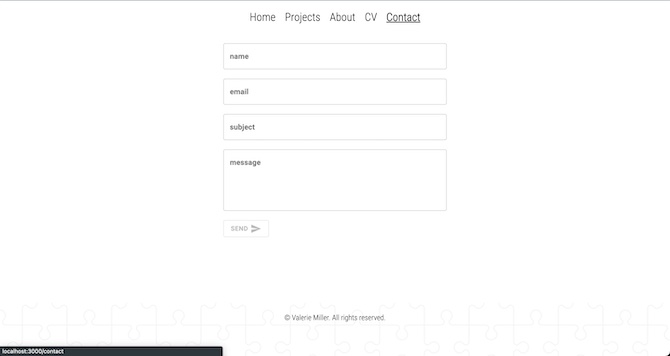 Home Projects About CV Contact
name
email
subject
message
SEND
© Valerie Miller. All rights reserved.
localhost:3000/contact